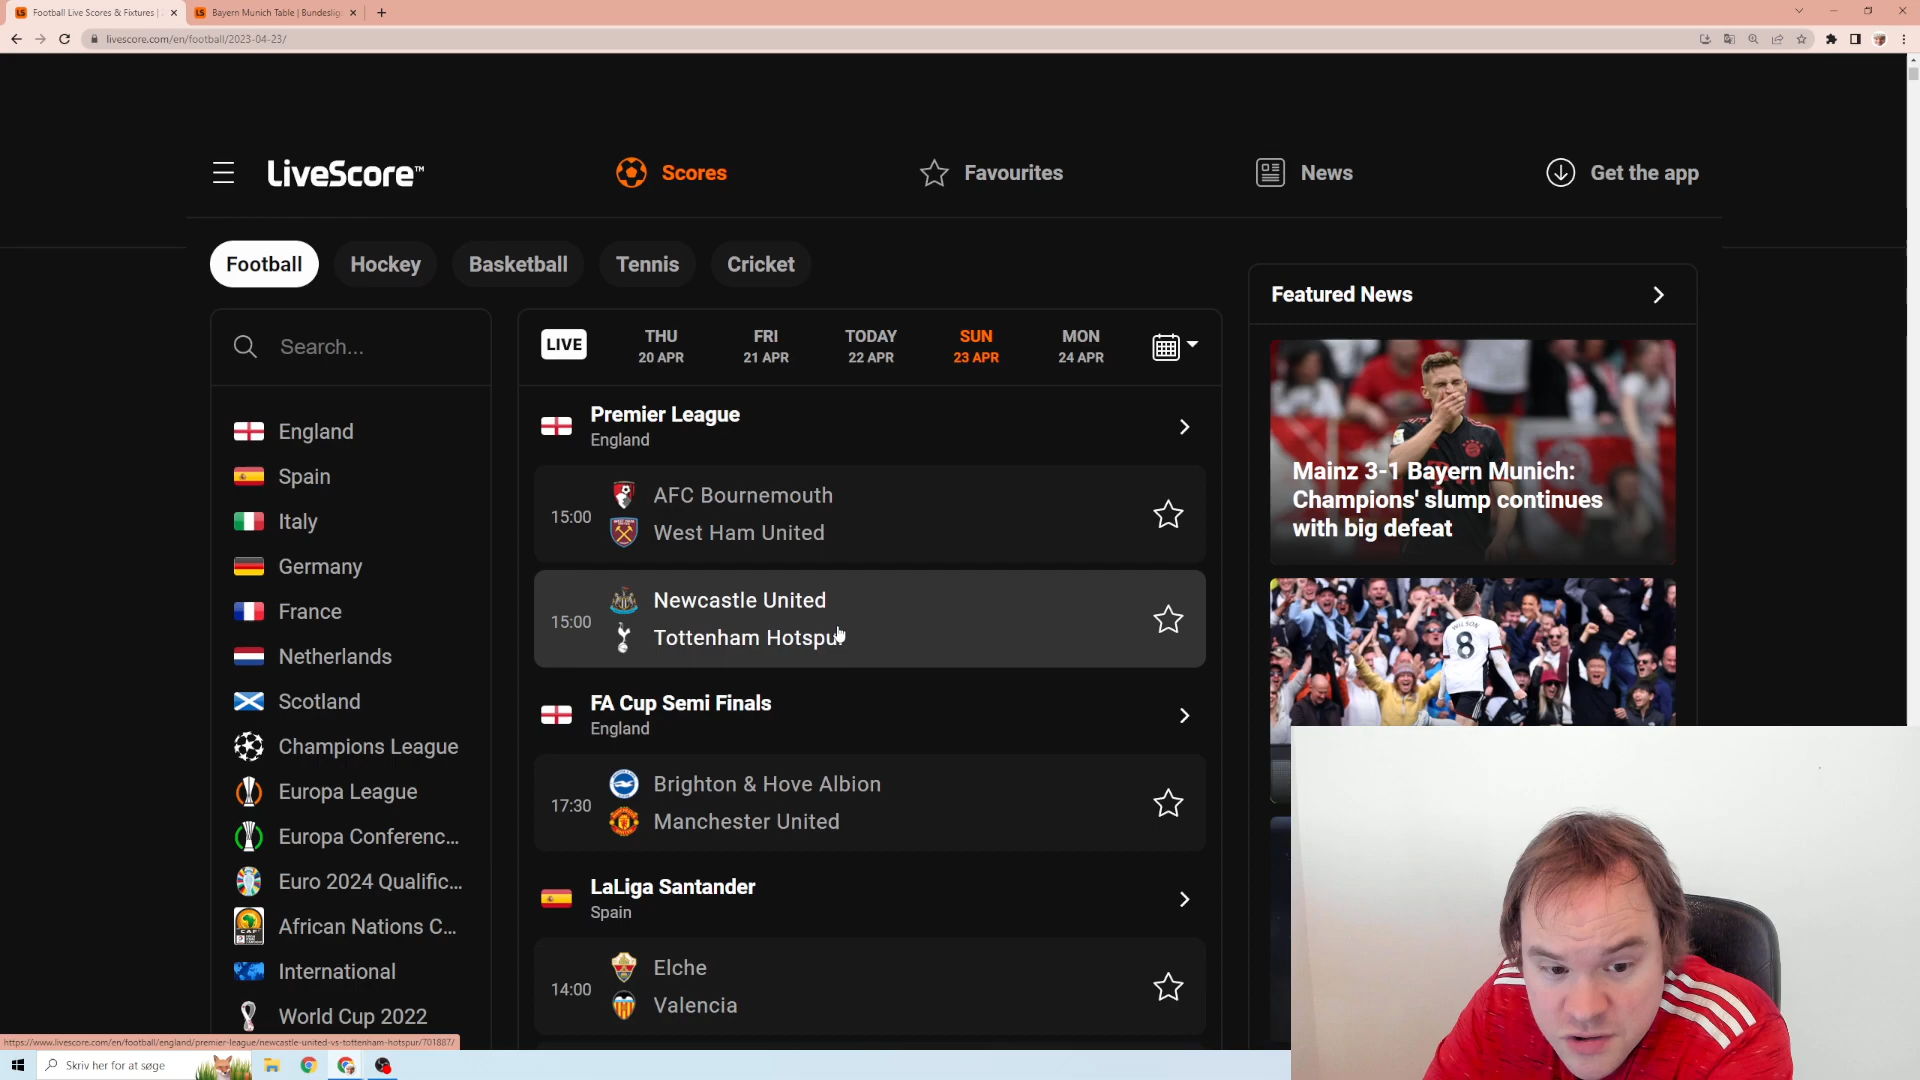 Football Live Scores & Fixtures |
Bayern Munich Table | Bundeslig
livescore.com/en/football/2023-04-23/
LiveScore™
Scores
Favourites
News
Get the app
Football
Hockey
Basketball
Tennis
Cricket
Search...
England
Spain
Italy
Germany
France
Netherlands
Scotland
Champions League
Europa League
Europa Conferenc...
Euro 2024 Qualific...
African Nations C...
International
World Cup 2022
LIVE
THU
20 APR
FRI
21 APR
TODAY
22 APR
SUN
23 APR
MON
24 APR
Premier League
England
15:00
AFC Bournemouth
West Ham United
15:00
Newcastle United
Tottenham Hotspur
FA Cup Semi Finals
England
17:30
Brighton & Hove Albion
Manchester United
LaLiga Santander
Spain
14:00
Elche
Valencia
Featured News
Mainz 3-1 Bayern Munich:
Champions' slump continues
with big defeat
WILSON
8
https://www.livescore.com/en/football/england/premier-league/newcastle-united-vs-tottenham-hotspur/701887/
Skriv her for at søge